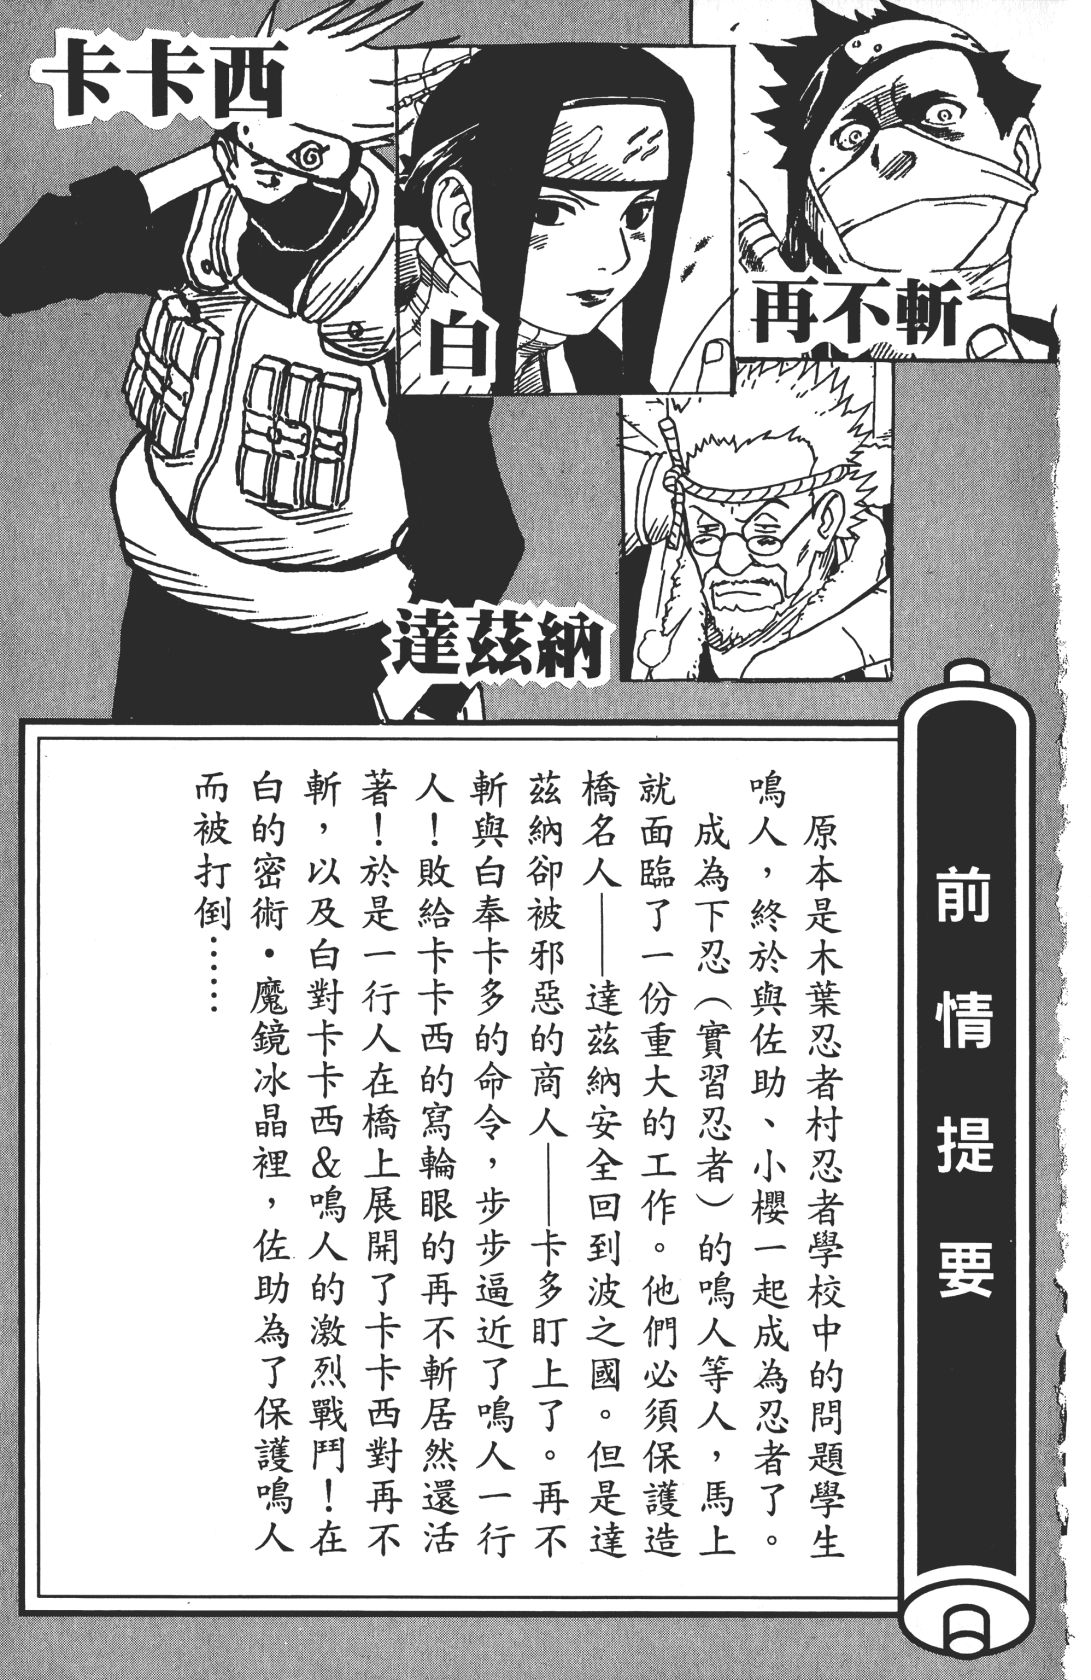 卡卡西
白
再不斬
達茲納
前情提要
原本是木葉忍者村忍者學校中的問題學生
鳴人，終於與佐助、小櫻一起成為忍者了。
成為下忍（實習忍者）的鳴人等人，馬上
就面臨了一份重大的工作。他們必須保護造
橋名人——達茲納安全回到波之國。但是達
茲納卻被邪惡的商人——卡多盯上了。再不
斬與白奉卡多的命令，步步逼近了鳴人一行
人！敗給卡卡西的寫輪眼的再不斬居然還活
著！於是一行人在橋上展開了卡卡西對再不
斬，以及白對卡卡西＆鳴人的激烈戰鬥！在
白的密術・魔鏡冰晶裡，佐助為了保護鳴人
而被打倒……